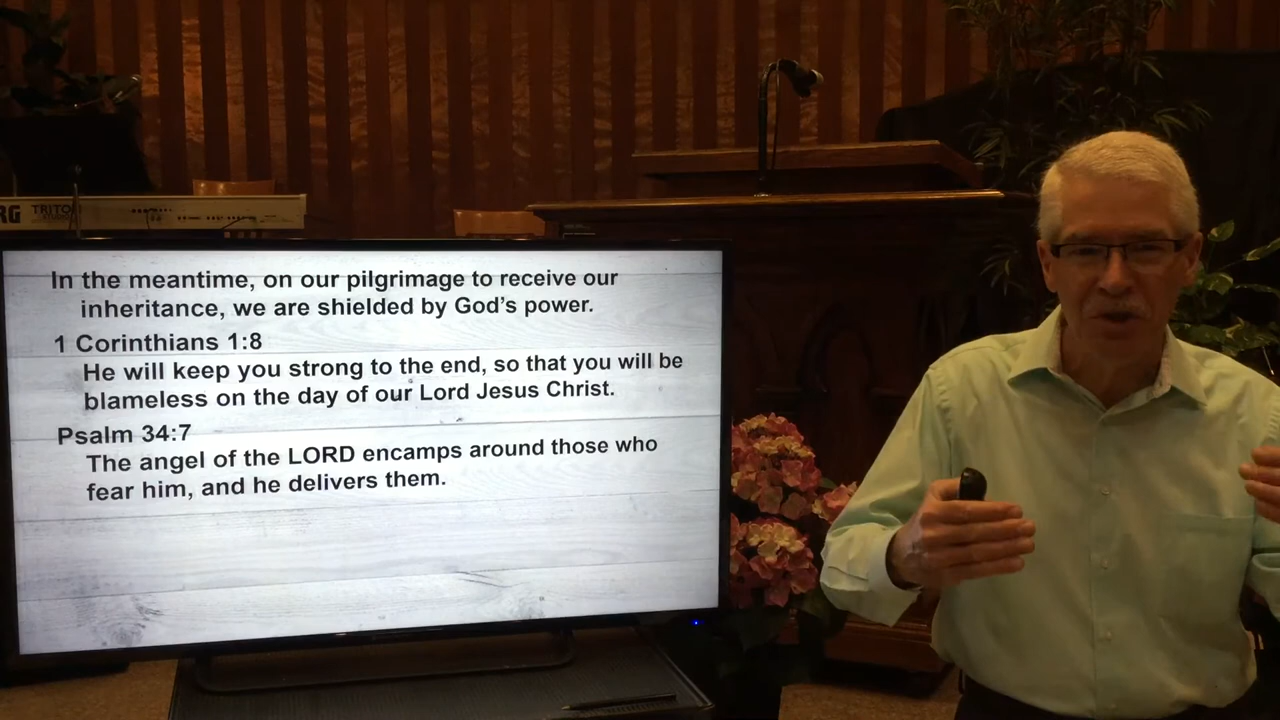 RG TRITO
In the meantime, on our pilgrimage to receive our
inheritance, we are shielded by God's power.
1 Corinthians 1:8
He will keep you strong to the end, so that you will be
blameless on the day of our Lord Jesus Christ.
Psalm 34:7
The angel of the LORD encamps around those who
fear him, and he delivers them.